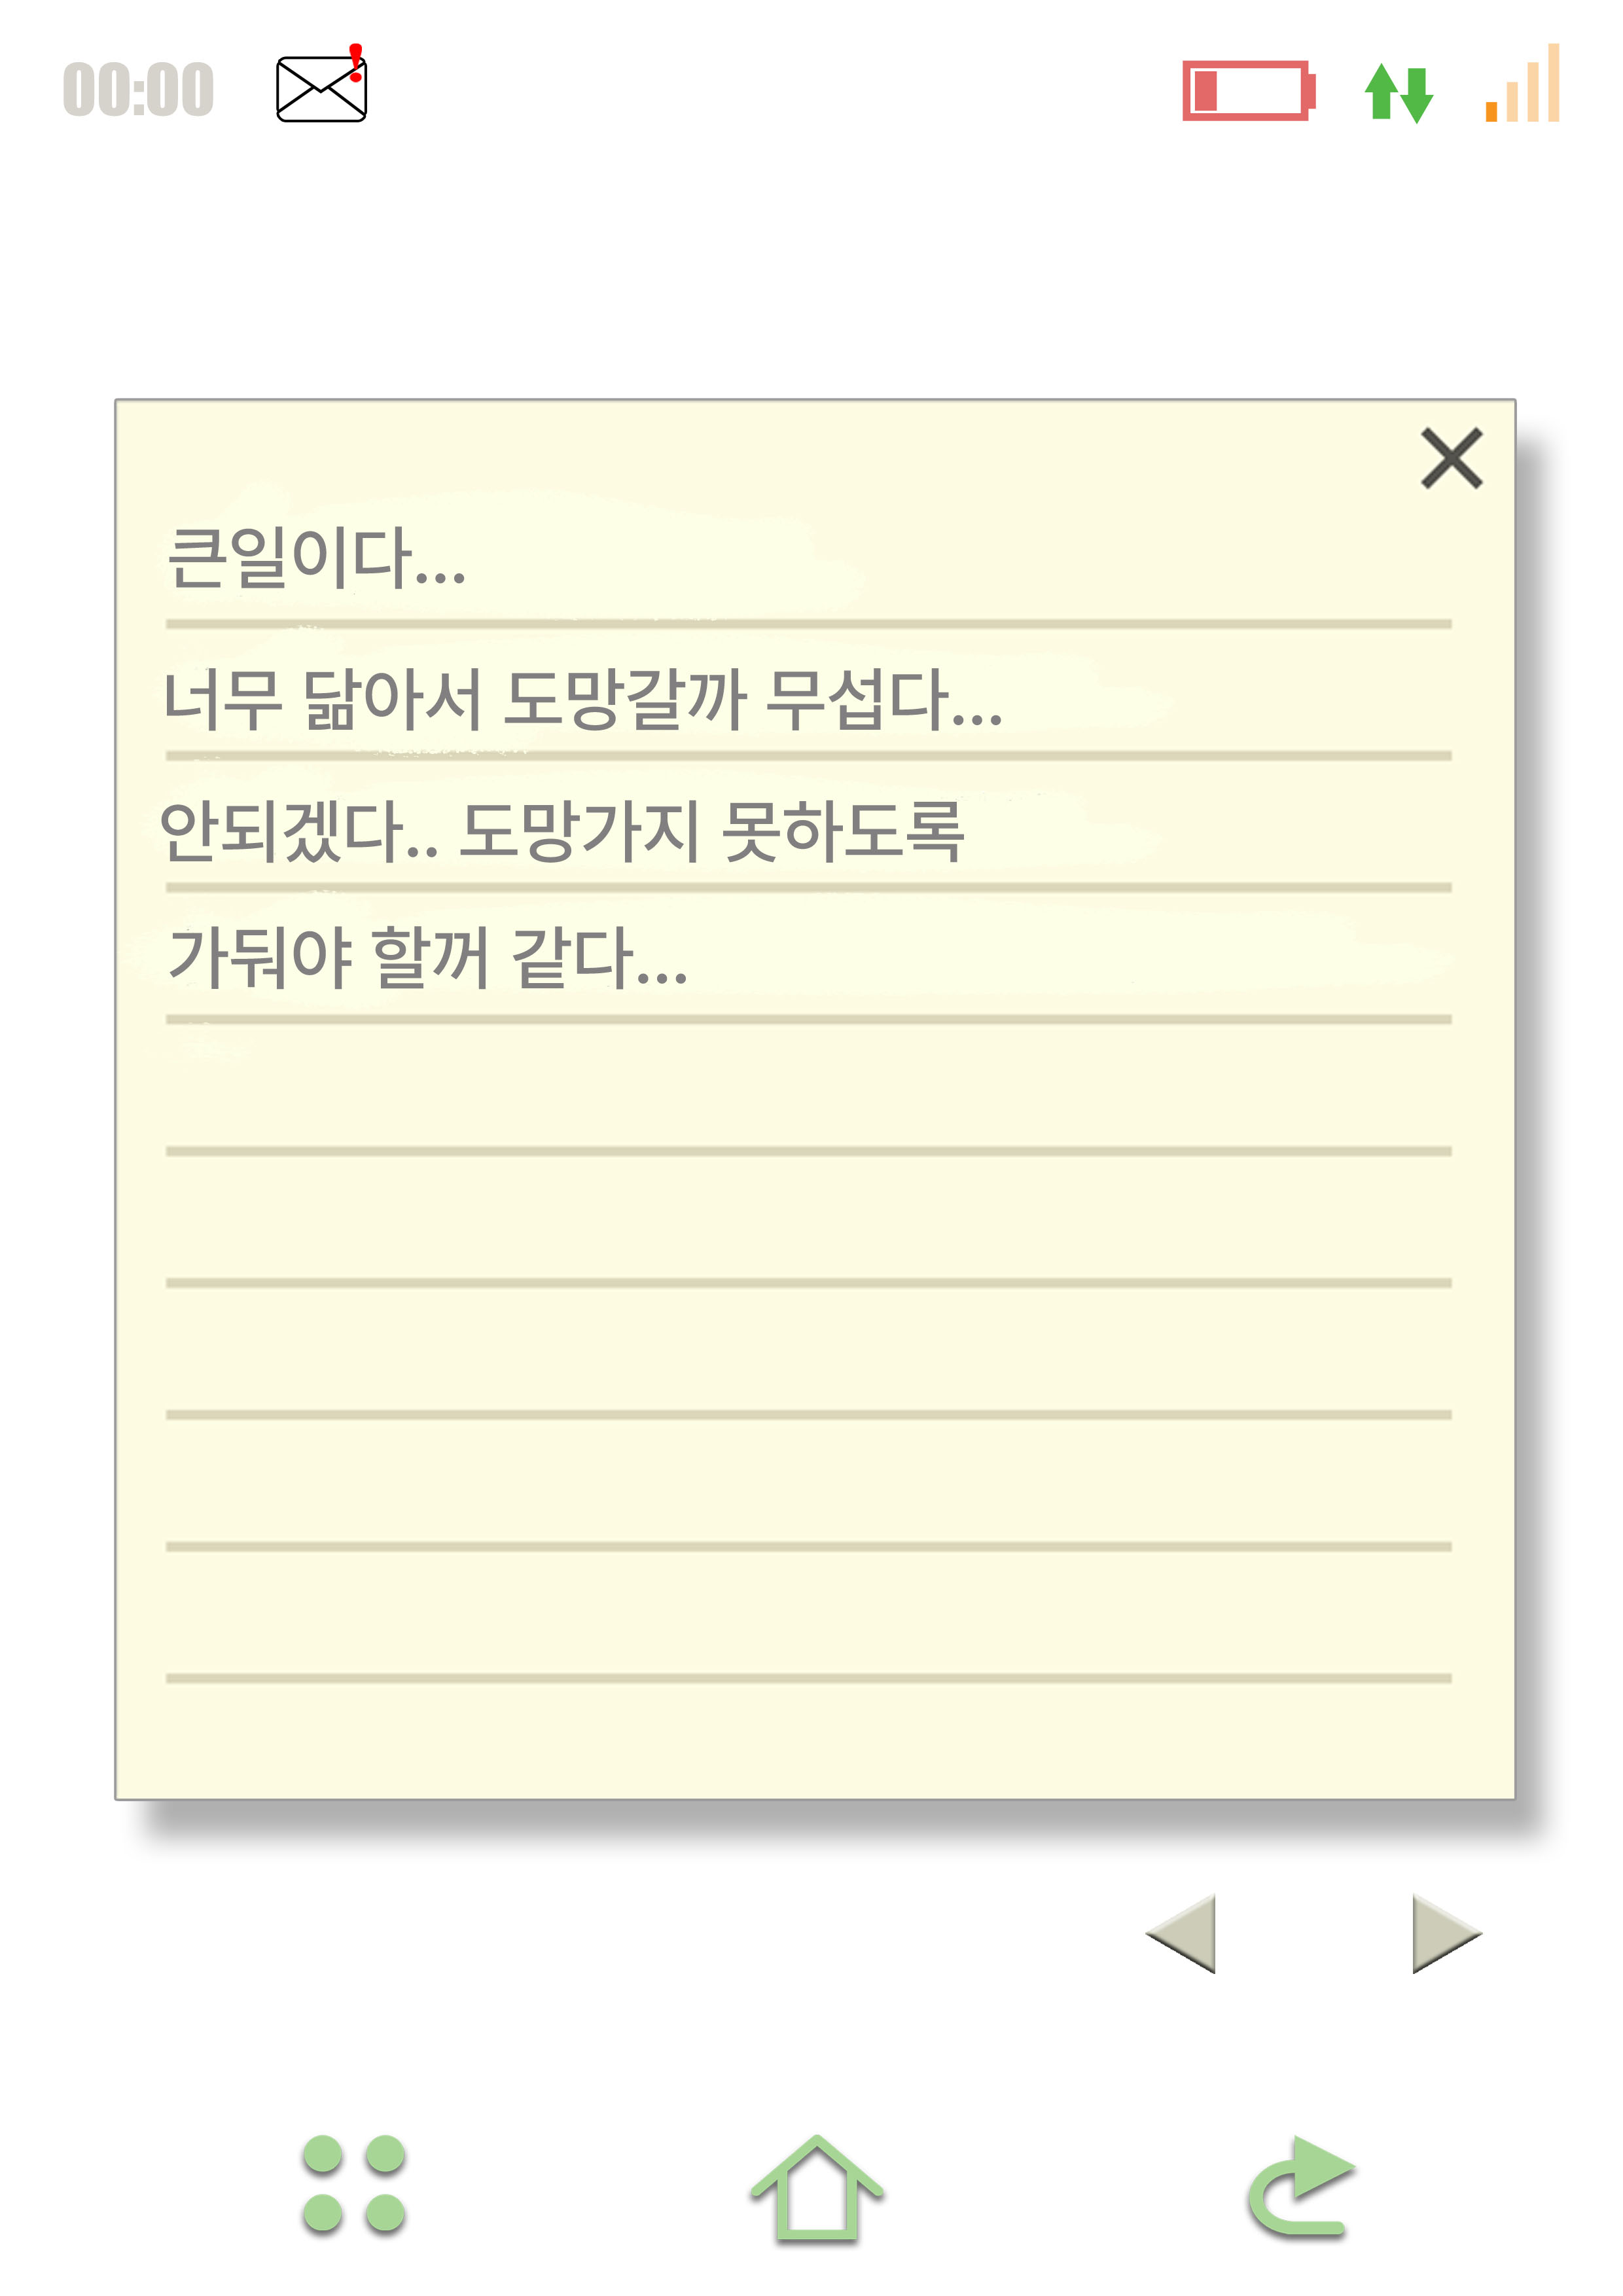 00:00
큰일이다...
너무 닮아서 도망갈까 무섭다...
안되겠다.. 도망가지 못하도록
가둬야 할꺼 같다...